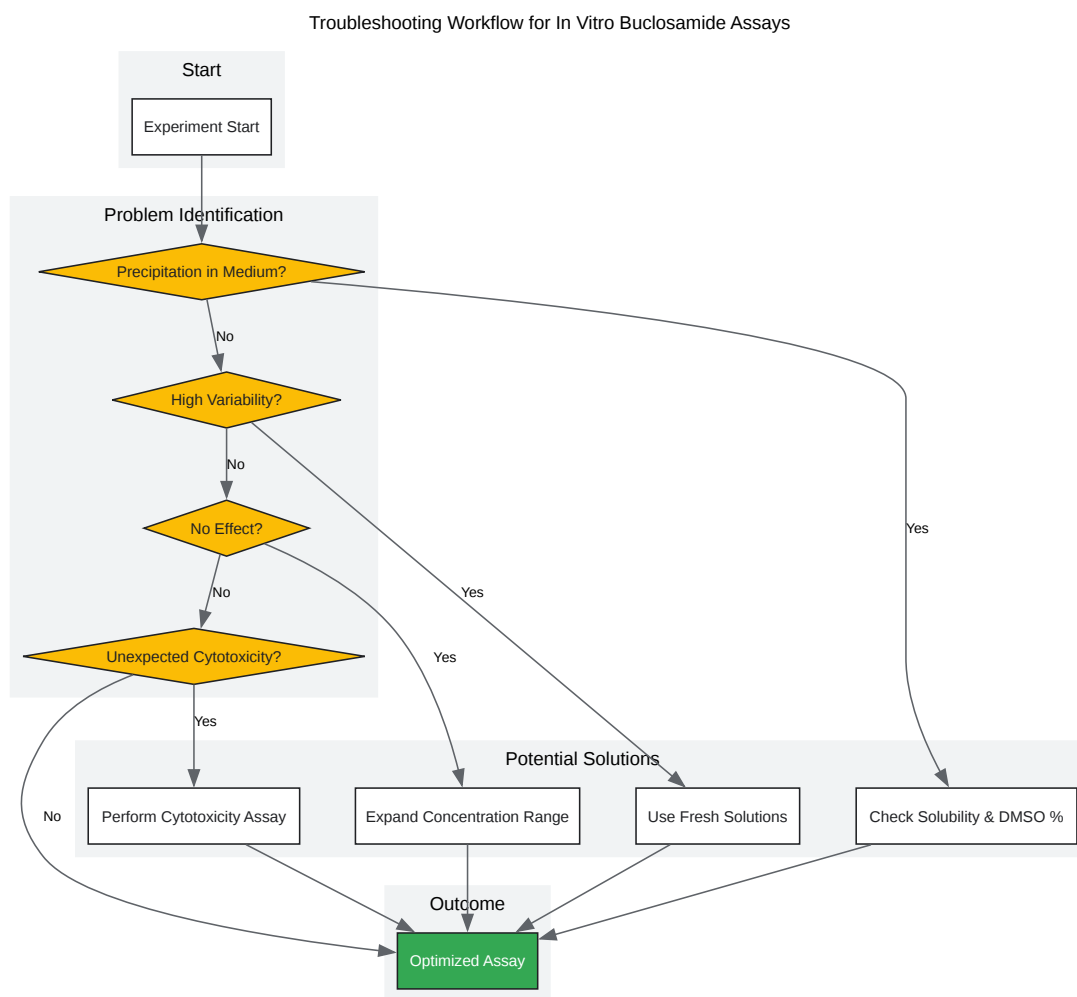 Troubleshooting Workflow for In Vitro Buclosamide Assays
Start
Experiment Start
Problem Identification
Precipitation in Medium?
No
High Variability?
No
No Effect?
Yes
No
Yes
Yes
Unexpected Cytotoxicity?
Yes
Potential Solutions
No
Perform Cytotoxicity Assay
Expand Concentration Range
Use Fresh Solutions
Check Solubility & DMSO %
Outcome
Optimized Assay